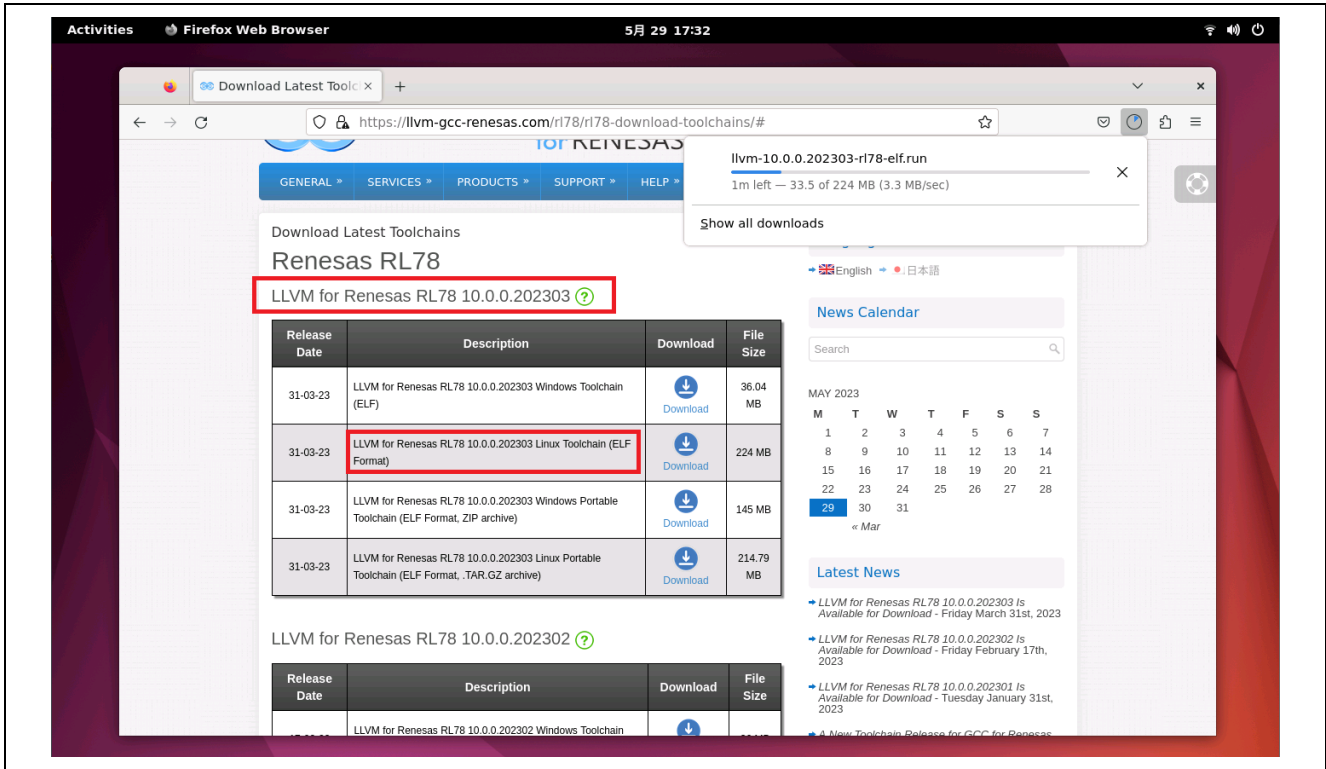 Activities Firefox Web Browser 5月 29 17:32
Download Latest Toolc
https://llvm-gcc-renesas.com/rl78/rl78-download-toolchains/#
for RENESAS
llvm-10.0.0.202303-rl78-elf.run
1m left — 33.5 of 224 MB (3.3 MB/sec)
Show all downloads
GENERAL » SERVICES » PRODUCTS » SUPPORT » HELP »
Download Latest Toolchains
Renesas RL78
LLVM for Renesas RL78 10.0.0.202303 ?
Release Date Description Download File Size
31-03-23 LLVM for Renesas RL78 10.0.0.202303 Windows Toolchain (ELF) Download 36.04 MB
31-03-23 LLVM for Renesas RL78 10.0.0.202303 Linux Toolchain (ELF Format) Download 224 MB
31-03-23 LLVM for Renesas RL78 10.0.0.202303 Windows Portable Toolchain (ELF Format, ZIP archive) Download 145 MB
31-03-23 LLVM for Renesas RL78 10.0.0.202303 Linux Portable Toolchain (ELF Format, .TAR.GZ archive) Download 214.79 MB
LLVM for Renesas RL78 10.0.0.202302 ?
Release Date Description Download File Size
LLVM for Renesas RL78 10.0.0.202302 Windows Toolchain
English 日本語
News Calendar
Search
MAY 2023
M T W T F S S
1 2 3 4 5 6 7
8 9 10 11 12 13 14
15 16 17 18 19 20 21
22 23 24 25 26 27 28
29 30 31
« Mar
Latest News
LLVM for Renesas RL78 10.0.0.202303 Is
Available for Download - Friday March 31st, 2023
LLVM for Renesas RL78 10.0.0.202302 Is
Available for Download - Friday February 17th,
2023
LLVM for Renesas RL78 10.0.0.202301 Is
Available for Download - Tuesday January 31st,
2023
A New Toolchain Release for GCC for Renesas